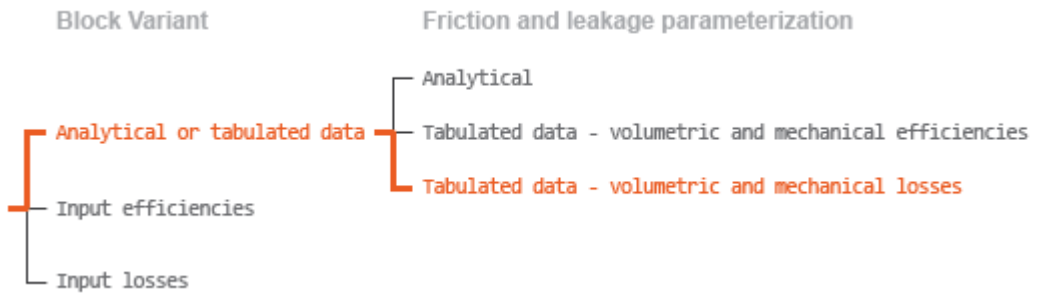 Block Variant
Friction and leakage parameterization
Analytical
Analytical or tabulated data
Tabulated data - volumetric and mechanical efficiencies
Tabulated data - volumetric and mechanical losses
Input efficiencies
Input losses